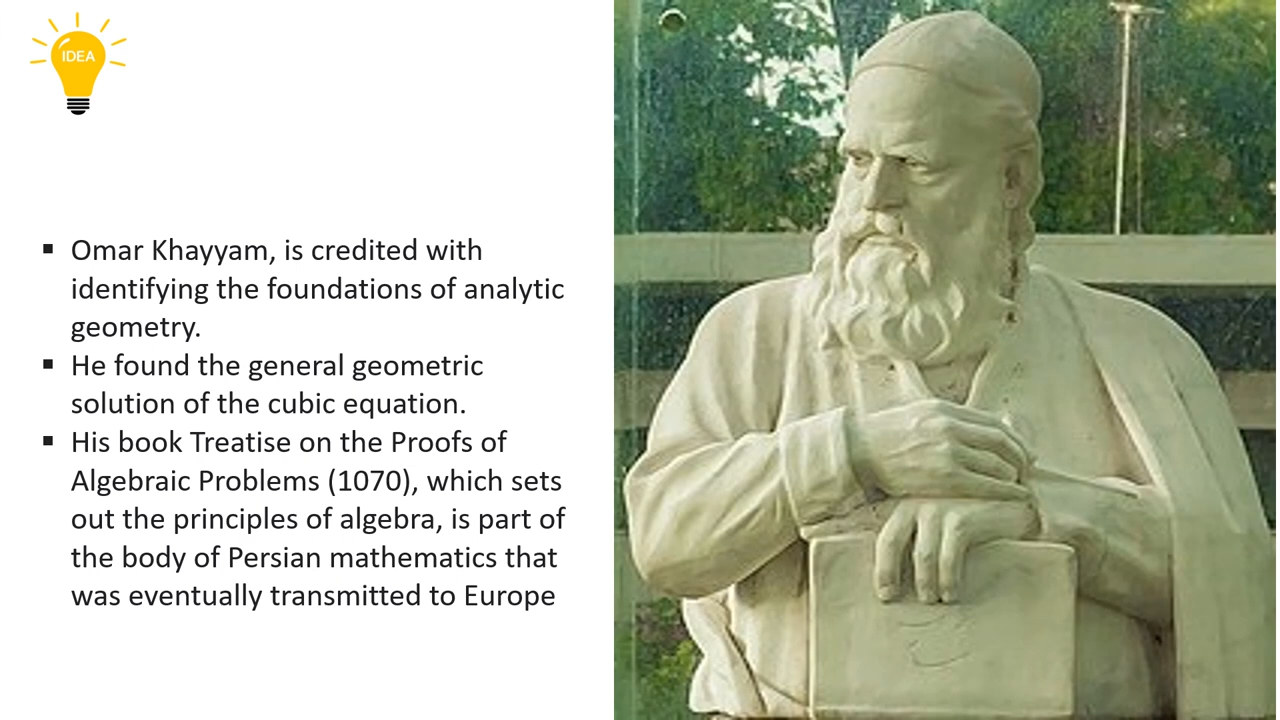 IDEA
▪ Omar Khayyam, is credited with
identifying the foundations of analytic
geometry.
▪ He found the general geometric
solution of the cubic equation.
▪ His book Treatise on the Proofs of
Algebraic Problems (1070), which sets
out the principles of algebra, is part of
the body of Persian mathematics that
was eventually transmitted to Europe